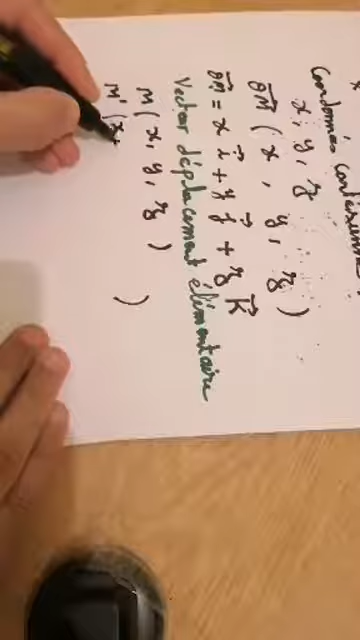 Coordonnées cartésiennes :
x, y, z
OM⃗ ( x , y , z )
OM⃗ = x i⃗ + y j⃗ + z k⃗
Vecteur déplacement élémentaire
M ( x, y, z )
M' ( x + )